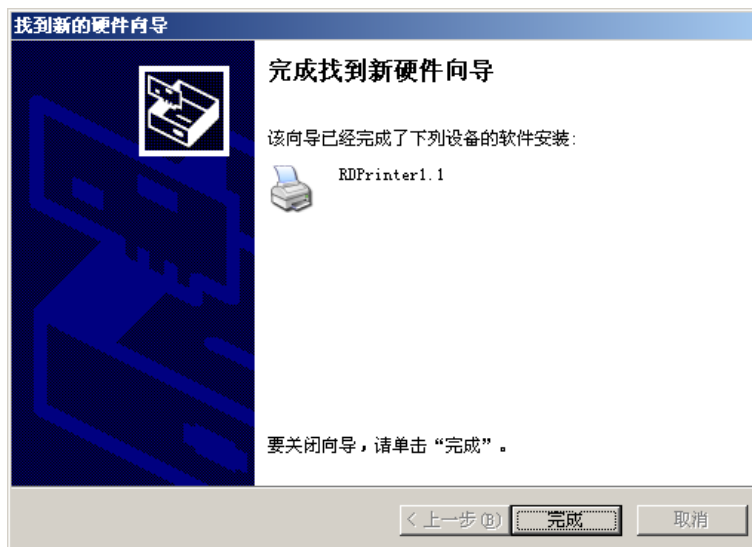 找到新的硬件向导
完成找到新硬件向导
该向导已经完成了下列设备的软件安装:
RDPrinter1.1
要关闭向导，请单击“完成”。
< 上一步(B)
完成
取消